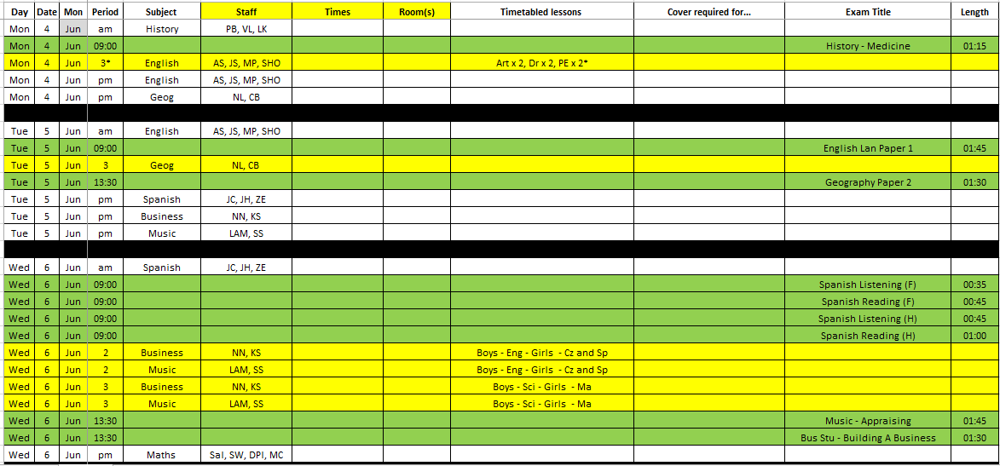 Day Date Mon Period Subject Staff Times Room(s) Timetabled lessons Cover required for... Exam Title Length
Mon 4 Jun am History PB, VL, LK
Mon 4 Jun 09:00 History - Medicine 01:15
Mon 4 Jun 3* English AS, JS, MP, SHO Art x 2, Dr x 2, PE x 2*
Mon 4 Jun pm English AS, JS, MP, SHO
Mon 4 Jun pm Geog NL, CB
Tue 5 Jun am English AS, JS, MP, SHO
Tue 5 Jun 09:00 English Lan Paper 1 01:45
Tue 5 Jun 3 Geog NL, CB
Tue 5 Jun 13:30 Geography Paper 2 01:30
Tue 5 Jun pm Spanish JC, JH, ZE
Tue 5 Jun pm Business NN, KS
Tue 5 Jun pm Music LAM, SS
Wed 6 Jun am Spanish JC, JH, ZE
Wed 6 Jun 09:00 Spanish Listening (F) 00:35
Wed 6 Jun 09:00 Spanish Reading (F) 00:45
Wed 6 Jun 09:00 Spanish Listening (H) 00:45
Wed 6 Jun 09:00 Spanish Reading (H) 01:00
Wed 6 Jun 2 Business NN, KS Boys - Eng - Girls - Cz and Sp
Wed 6 Jun 2 Music LAM, SS Boys - Eng - Girls - Cz and Sp
Wed 6 Jun 3 Business NN, KS Boys - Sci - Girls - Ma
Wed 6 Jun 3 Music LAM, SS Boys - Sci - Girls - Ma
Wed 6 Jun 13:30 Music - Appraising 01:45
Wed 6 Jun 13:30 Bus Stu - Building A Business 01:30
Wed 6 Jun pm Maths Sal, SW, DPI, MC